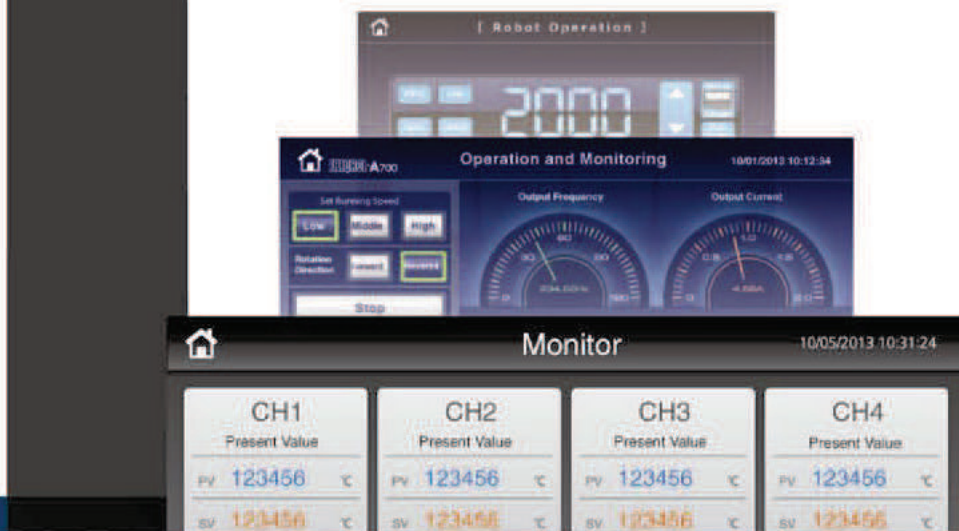 [ Robot Operation ]
2000
A700
Operation and Monitoring
10/01/2013 10:12:34
Set Running Speed
Low
Middle
High
Output Frequency
Output Current
Rotation
Direction
Forward
Reverse
Stop
Monitor
10/05/2013 10:31:24
CH1
CH2
CH3
CH4
Present Value
Present Value
Present Value
Present Value
PV 123456 ℃
PV 123456 ℃
PV 123456 ℃
PV 123456 ℃
SV 123456 ℃
SV 123456 ℃
SV 123456 ℃
SV 123456 ℃